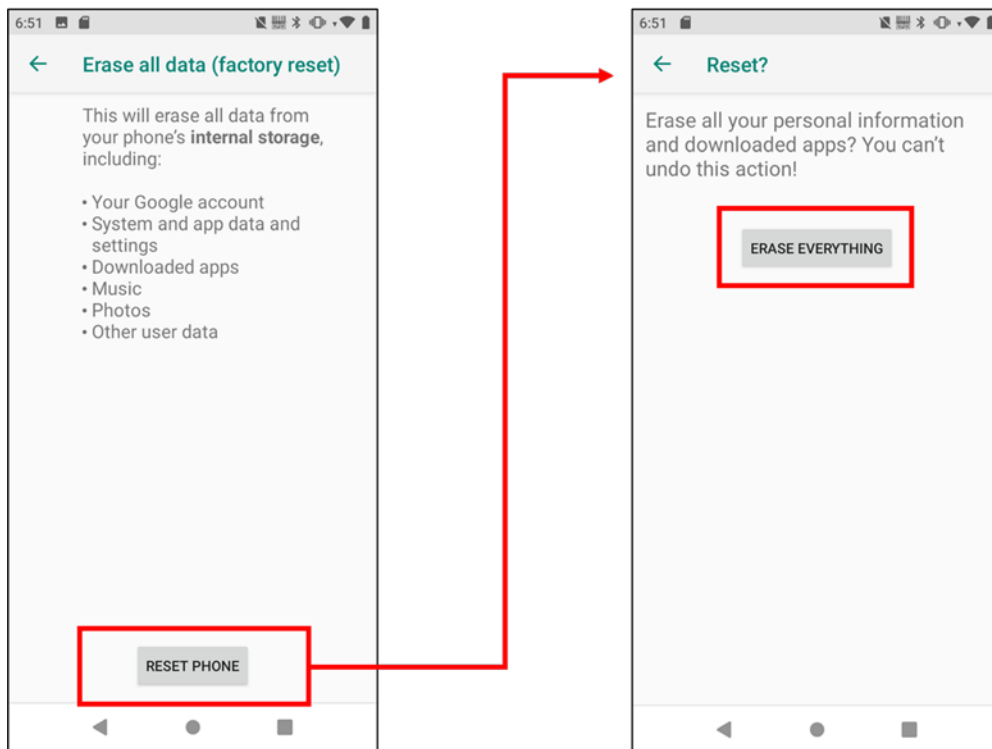 6:51
Erase all data (factory reset)
This will erase all data from
your phone's internal storage,
including:
• Your Google account
• System and app data and
settings
• Downloaded apps
• Music
• Photos
• Other user data
RESET PHONE
6:51
Reset?
Erase all your personal information
and downloaded apps? You can't
undo this action!
ERASE EVERYTHING